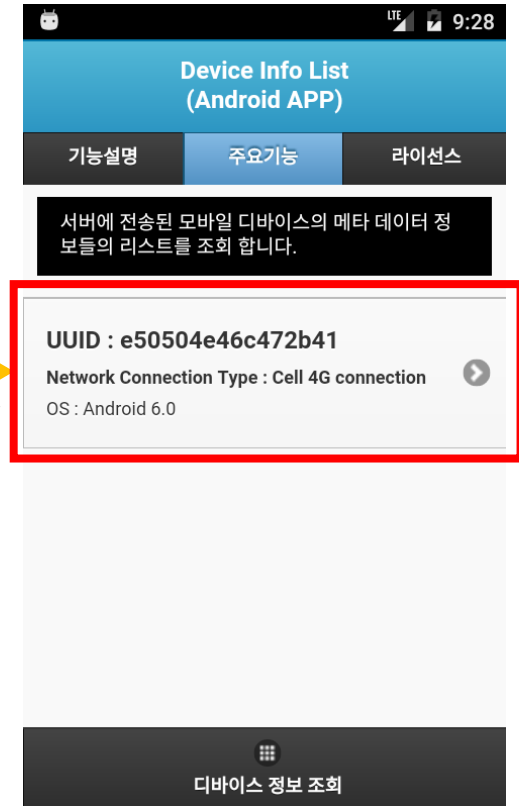 LTE 9:28
Device Info List
(Android APP)
기능설명 주요기능 라이선스
서버에 전송된 모바일 디바이스의 메타 데이터 정
보들의 리스트를 조회 합니다.
UUID : e50504e46c472b41
Network Connection Type : Cell 4G connection
OS : Android 6.0
디바이스 정보 조회